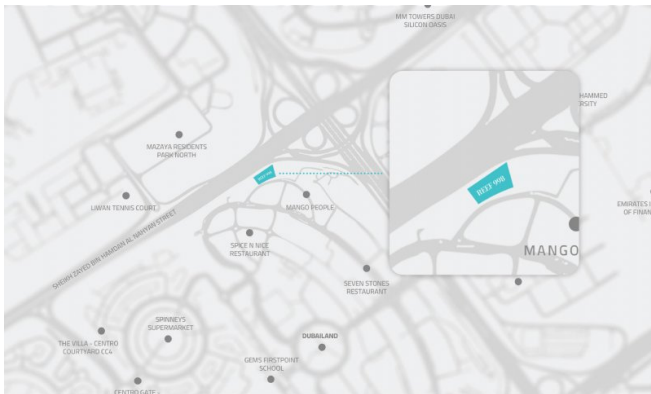 MM TOWERS DUBAI
SILICON OASIS
HAMMED
RSITY
MAZAYA RESIDENTS
PARK NORTH
REEF 998
REEF 998
LIWAN TENNIS COURT
MANGO PEOPLE
EMIRATES I
OF FINAN
SHEIKH ZAYED BIN HAMDAN AL NAHYAN STREET
SPICE N NICE
RESTAURANT
MANGO
SEVEN STONES
RESTAURANT
SPINNEYS
SUPERMARKET
DUBAILAND
THE VILLA - CENTRO
COURTYARD CC4
GEMS FIRSTPOINT
SCHOOL
CENTRO GATE -